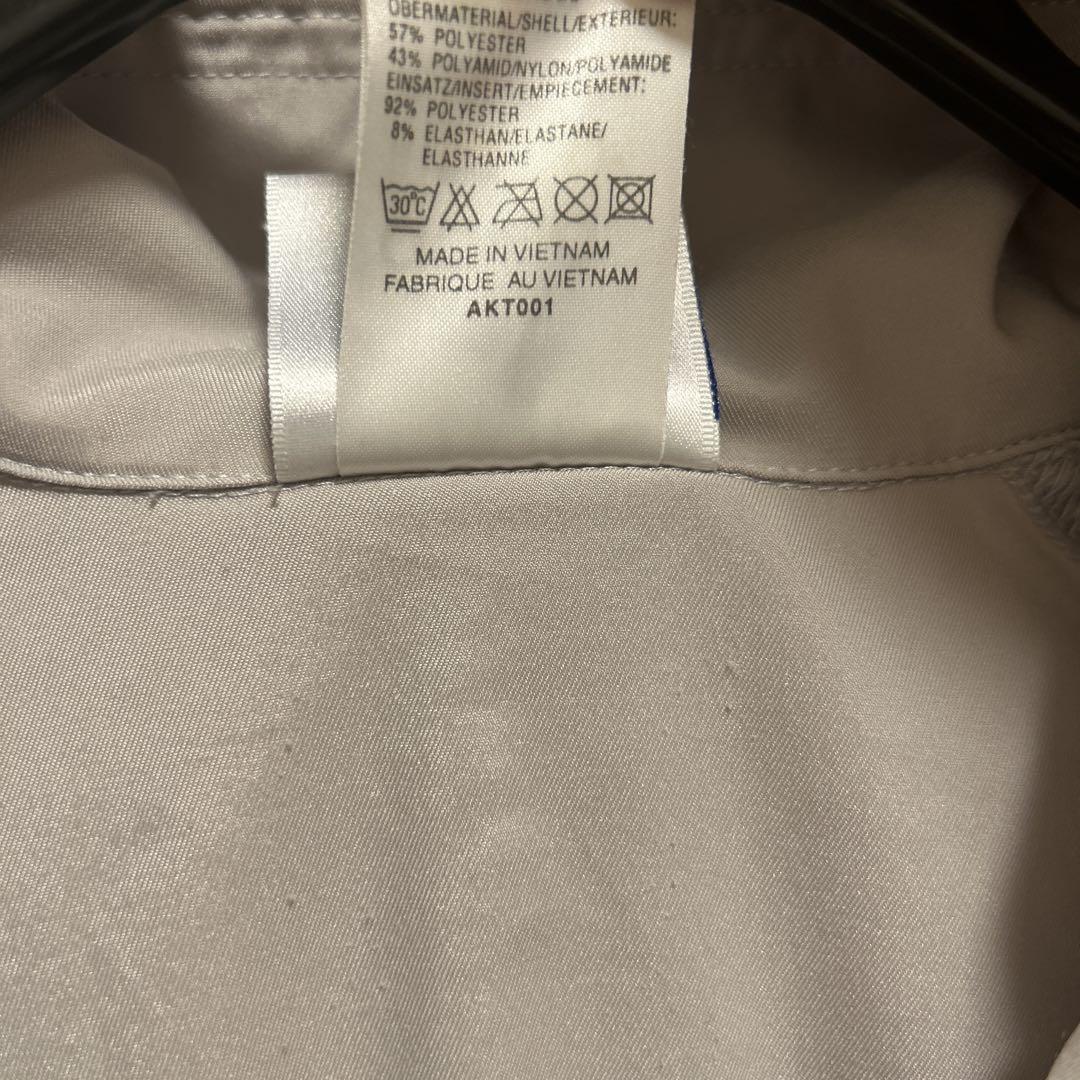 OBERMATERIAL/SHELL/EXTERIEUR:
57% POLYESTER
43% POLYAMID/NYLON/POLYAMIDE
EINSATZ/INSERT/EMPIECEMENT:
92% POLYESTER
8% ELASTHAN/ELASTANE/
ELASTHANNE
30°C
MADE IN VIETNAM
FABRIQUE AU VIETNAM
AKT001